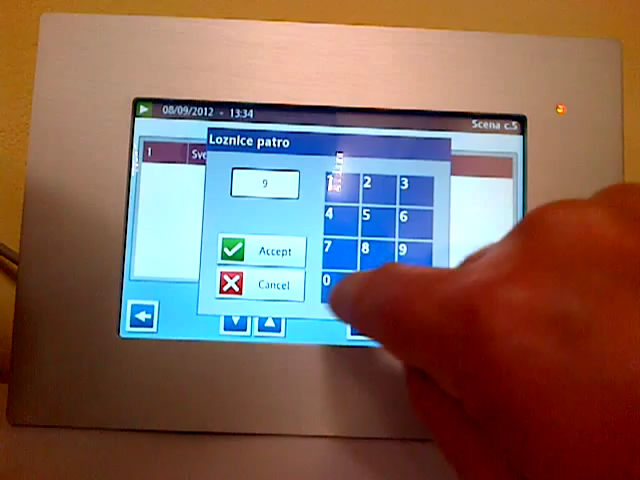 08/09/2012 - 13:34
Scena c.5
Loznice patro
1 Sve
9
1 2 3
4 5 6
Accept
7 8 9
Cancel
0